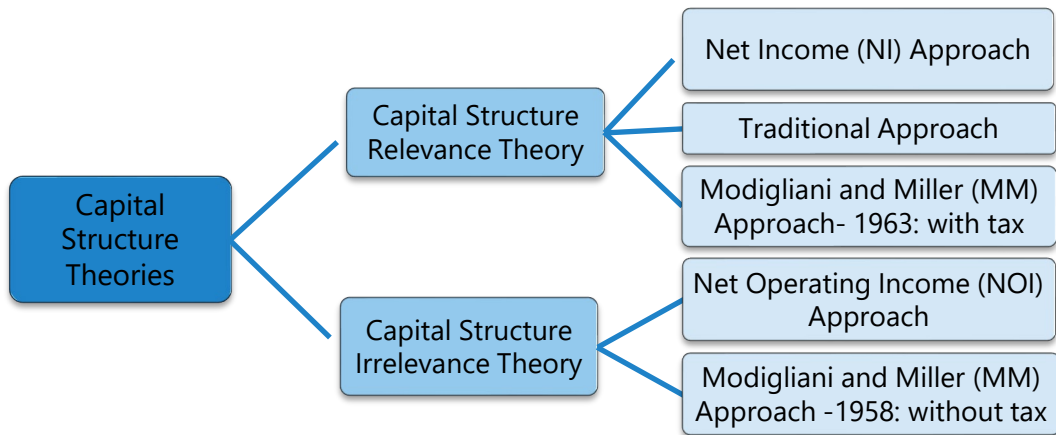 Capital
Structure
Theories
Capital Structure
Relevance Theory
Net Income (NI) Approach
Traditional Approach
Modigliani and Miller (MM)
Approach- 1963: with tax
Capital Structure
Irrelevance Theory
Net Operating Income (NOI)
Approach
Modigliani and Miller (MM)
Approach -1958: without tax